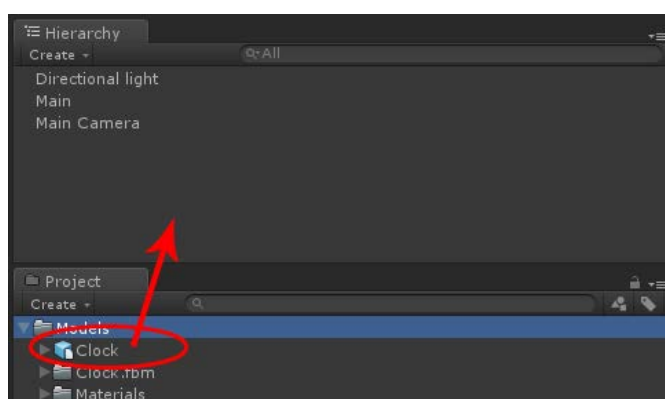 Hierarchy
Create All
Directional light
Main
Main Camera
Project
Create
Models
Clock
Clock.fbm
Materials